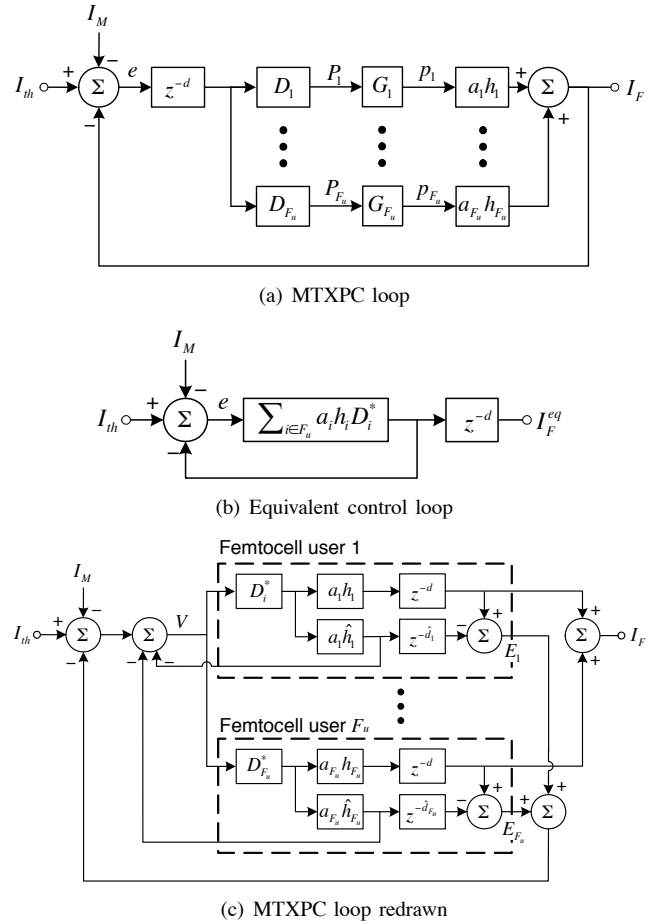 I_M
I_th + − e z^{-d} D_1 P_1 G_1 p_1 a_1h_1 + Σ I_F
Σ
−
+
D_{F_u} P_{F_u} G_{F_u} p_{F_u} a_{F_u} h_{F_u}
(a) MTXPC loop
I_M
−
I_th + Σ e ∑_{i∈F_u} a_i h_i D_i^* z^{-d} I_F^{eq}
−
(b) Equivalent control loop
Femtocell user 1
I_M D_i^* a_1h_1 z^{-d}
I_th + − Σ Σ V + + Σ I_F
− − − a_1ĥ_1 z^{-d̂_1} − Σ E_1 +
Femtocell user F_u
D_{F_u}^* a_{F_u} h_{F_u} z^{-d}
+ +
a_{F_u} ĥ_{F_u} z^{-d̂_{F_u}} − Σ E_{F_u} + Σ
(c) MTXPC loop redrawn